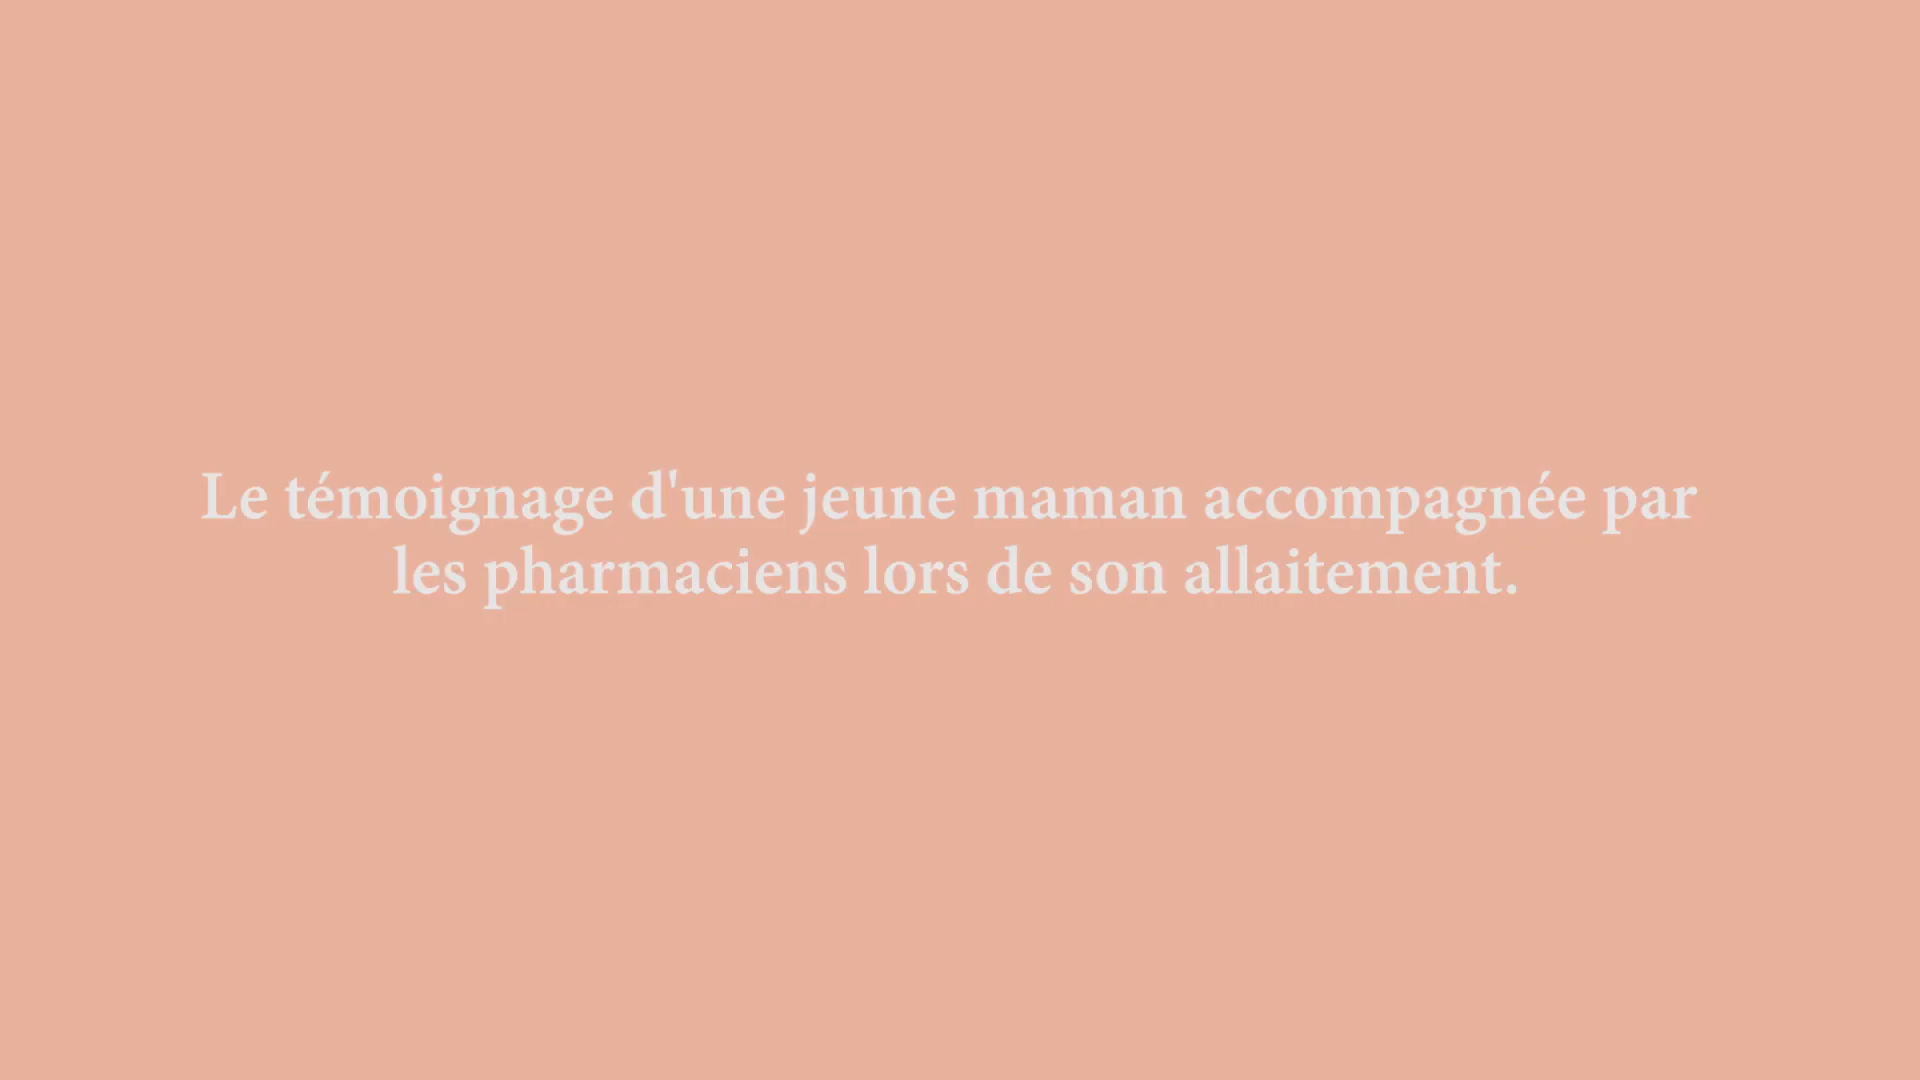 Le témoignage d'une jeune maman accompagnée par
les pharmaciens lors de son allaitement.